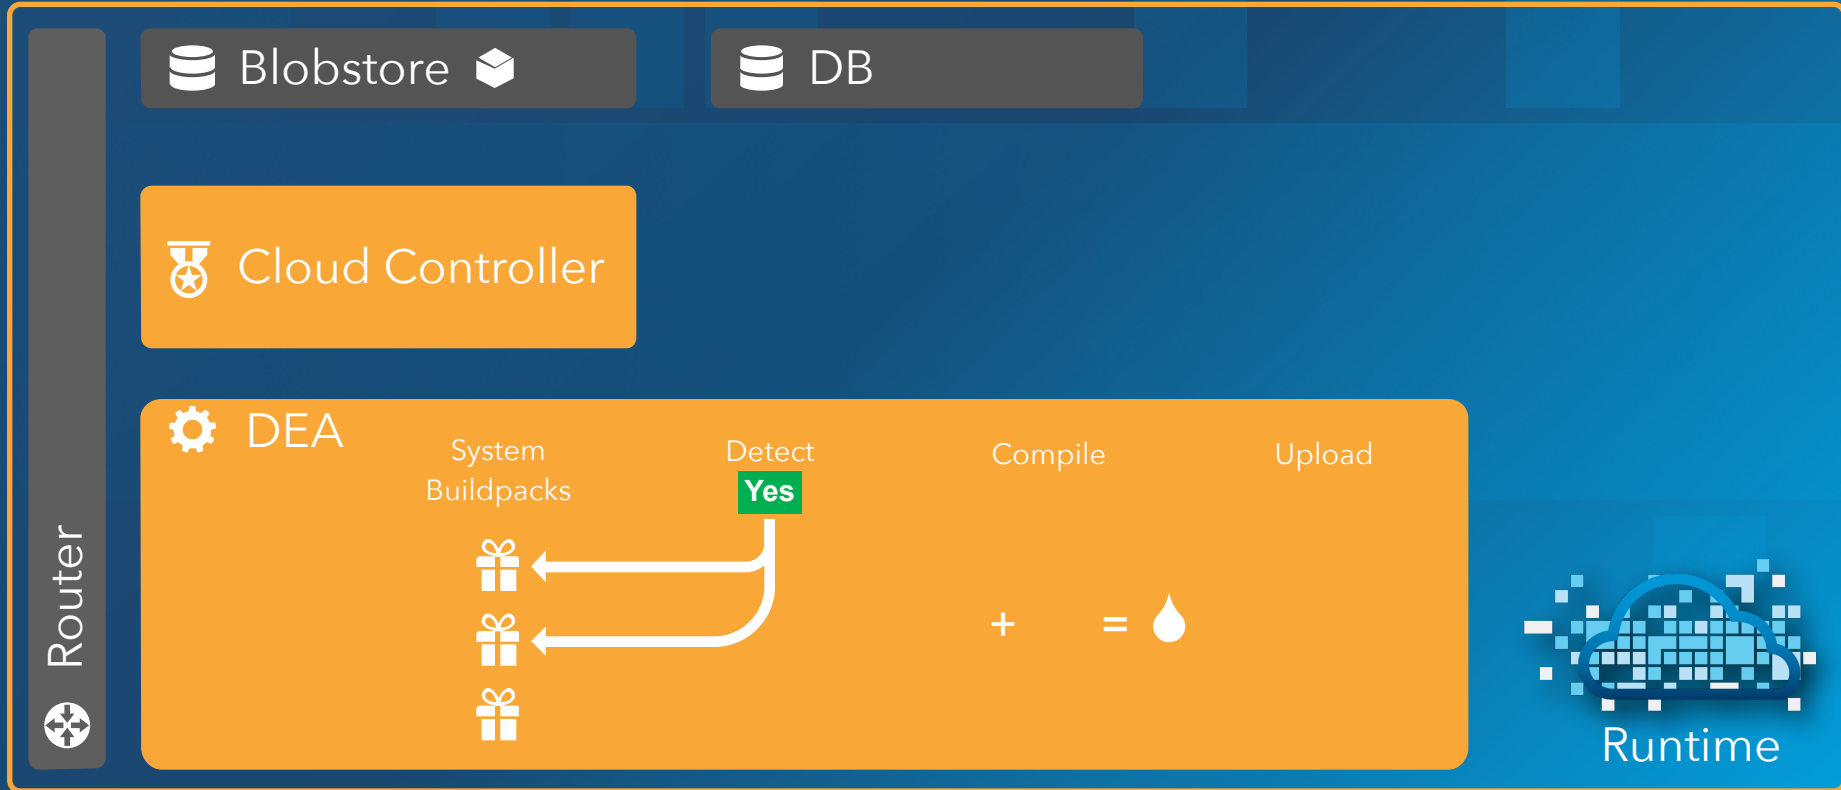 Blobstore
DB
Cloud Controller
DEA
System
Buildpacks
Detect
Yes
Compile
Upload
+ =
Router
Runtime